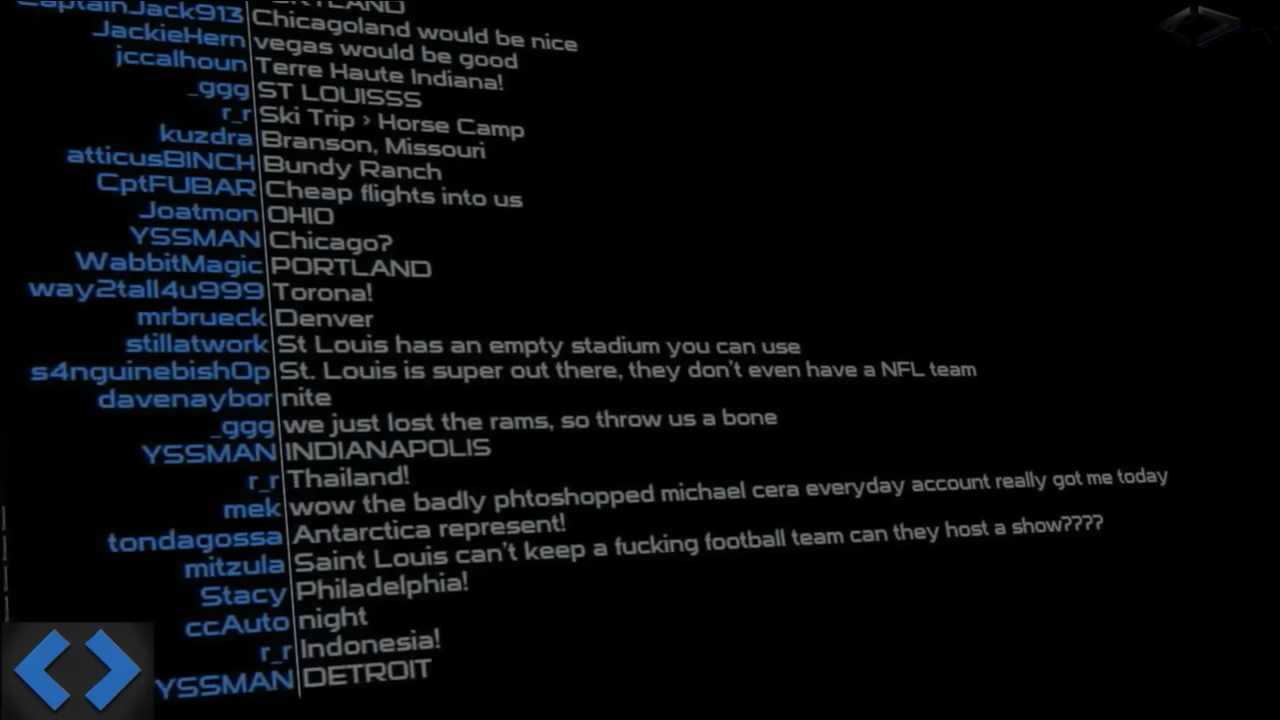 PORTLAND
CaptainJack913 Chicagoland would be nice
JackieHern vegas would be good
jccalhoun Terre Haute Indiana!
_ggg ST LOUISSS
r_r Ski Trip > Horse Camp
kuzdra Branson, Missouri
atticusBINCH Bundy Ranch
CptFUBAR Cheap flights into us
Joatmon OHIO
YSSMAN Chicago?
WabbitMagic PORTLAND
way2tall4u999 Torona!
mrbrueck Denver
stillatwork St Louis has an empty stadium you can use
s4nguinebish0p St. Louis is super out there, they don't even have a NFL team
davenaybor nite
_ggg we just lost the rams, so throw us a bone
YSSMAN INDIANAPOLIS
r_r Thailand!
mek wow the badly phtoshopped michael cera everyday account really got me today
tondagossa Antarctica represent!
mitzula Saint Louis can't keep a fucking football team can they host a show????
Stacy Philadelphia!
ccAuto night
r_r Indonesia!
YSSMAN DETROIT